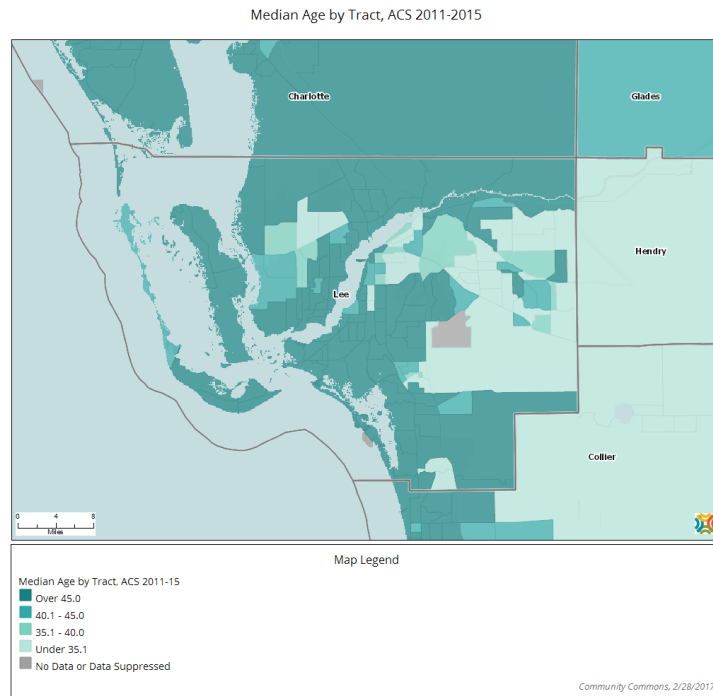 Median Age by Tract, ACS 2011-2015
Charlotte
Glades
Hendry
Lee
Collier
0 4 8
Miles
Map Legend
Median Age by Tract, ACS 2011-15
Over 45.0
40.1 - 45.0
35.1 - 40.0
Under 35.1
No Data or Data Suppressed
Community Commons, 2/28/2017